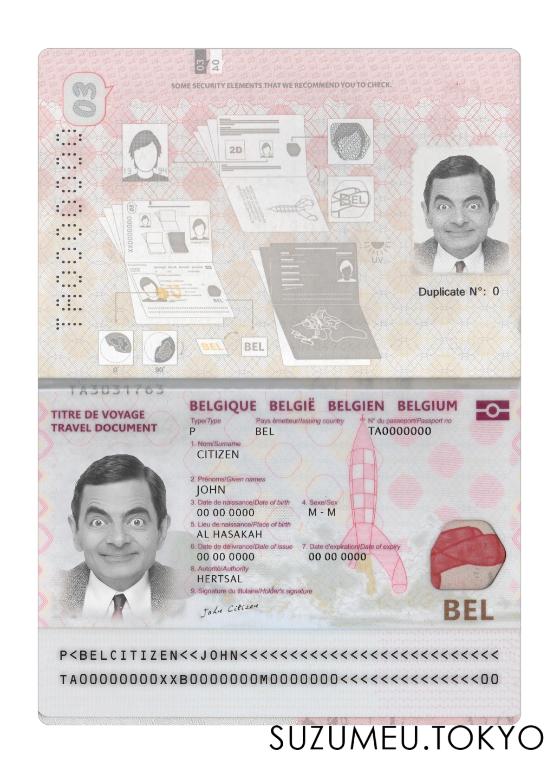 03 04
SOME SECURITY ELEMENTS THAT WE RECOMMEND YOU TO CHECK.
03
TA0000000
2D
BEL
XX0000000
UV
BEL
BEL BEL
0° 90°
Duplicate N°: 0
TA3031763
TITRE DE VOYAGE
TRAVEL DOCUMENT
BELGIQUE BELGIË BELGIEN BELGIUM
Type/Type Pays émetteur/Issuing country N° du passeport/Passport no
P BEL TA0000000
1. Nom/Surname
CITIZEN
2. Prénoms/Given names
JOHN
3. Date de naissance/Date of birth 4. Sexe/Sex
00 00 0000 M - M
5. Lieu de naissance/Place of birth
AL HASAKAH
6. Date de délivrance/Date of issue 7. Date d'expiration/Date of expiry
00 00 0000 00 00 0000
8. Autorité/Authority
HERTSAL
9. Signature du titulaire/Holder's signature
John Citizen
BEL
P<BELCITIZEN<<JOHN<<<<<<<<<<<<<<<<<<<<<<<<<<
TA00000000XXB0000000M0000000<<<<<<<<<<<<<<00
SUZUMEU.TOKYO